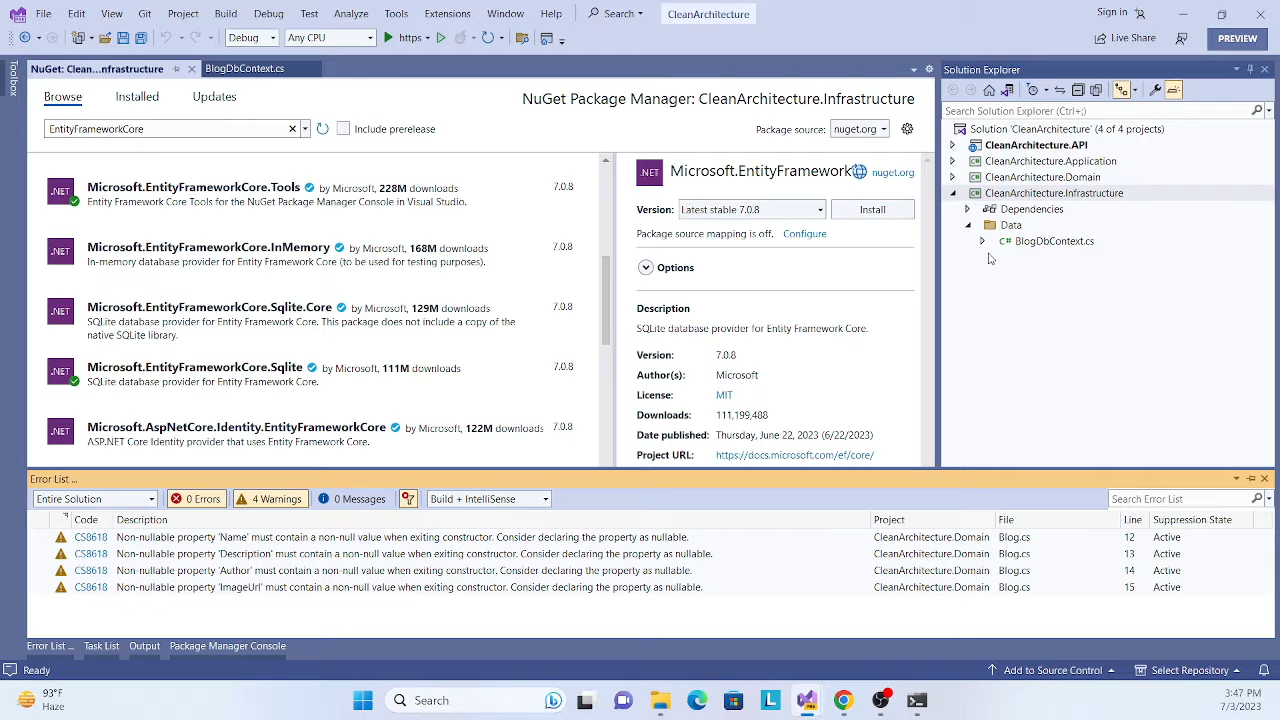 File Edit View Git Project Build Debug Test Analyze Tools Extensions Window Help Search CleanArchitecture Sign in
Debug Any CPU https Live Share PREVIEW
Toolbox
NuGet: Clean...nfrastructure BlogDbContext.cs
Browse Installed Updates
NuGet Package Manager: CleanArchitecture.Infrastructure
EntityFrameworkCore Include prerelease Package source: nuget.org
.NET Microsoft.EntityFrameworkCore.Tools by Microsoft, 228M downloads 7.0.8
Entity Framework Core Tools for the NuGet Package Manager Console in Visual Studio.
.NET Microsoft.EntityFrameworkCore.InMemory by Microsoft, 168M downloads 7.0.8
In-memory database provider for Entity Framework Core (to be used for testing purposes).
.NET Microsoft.EntityFrameworkCore.Sqlite.Core by Microsoft, 129M downloads 7.0.8
SQLite database provider for Entity Framework Core. This package does not include a copy of the
native SQLite library.
.NET Microsoft.EntityFrameworkCore.Sqlite by Microsoft, 111M downloads 7.0.8
SQLite database provider for Entity Framework Core.
.NET Microsoft.AspNetCore.Identity.EntityFrameworkCore by Microsoft, 122M downloads 7.0.8
ASP.NET Core Identity provider that uses Entity Framework Core.
.NET Microsoft.EntityFramework nuget.org
Version: Latest stable 7.0.8 Install
Package source mapping is off. Configure
Options
Description
SQLite database provider for Entity Framework Core.
Version: 7.0.8
Author(s): Microsoft
License: MIT
Downloads: 111,199,488
Date published: Thursday, June 22, 2023 (6/22/2023)
Project URL: https://docs.microsoft.com/ef/core/
Solution Explorer
Search Solution Explorer (Ctrl+;)
Solution 'CleanArchitecture' (4 of 4 projects)
CleanArchitecture.API
CleanArchitecture.Application
CleanArchitecture.Domain
CleanArchitecture.Infrastructure
Dependencies
Data
C# BlogDbContext.cs
Error List ...
Entire Solution 0 Errors 4 Warnings 0 Messages Build + IntelliSense Search Error List
Code Description Project File Line Suppression State
CS8618 Non-nullable property 'Name' must contain a non-null value when exiting constructor. Consider declaring the property as nullable. CleanArchitecture.Domain Blog.cs 12 Active
CS8618 Non-nullable property 'Description' must contain a non-null value when exiting constructor. Consider declaring the property as nullable. CleanArchitecture.Domain Blog.cs 13 Active
CS8618 Non-nullable property 'Author' must contain a non-null value when exiting constructor. Consider declaring the property as nullable. CleanArchitecture.Domain Blog.cs 14 Active
CS8618 Non-nullable property 'ImageUrl' must contain a non-null value when exiting constructor. Consider declaring the property as nullable. CleanArchitecture.Domain Blog.cs 15 Active
Error List ... Task List Output Package Manager Console
Ready Add to Source Control Select Repository
93°F
Haze
Search
3:47 PM
7/3/2023